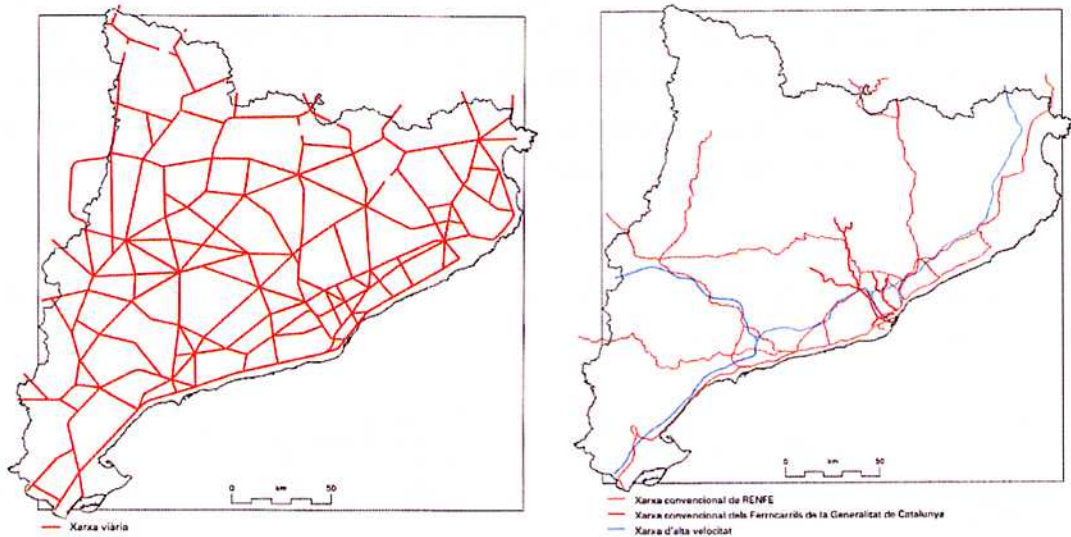 0 km 50
Xarxa viària
0 km 50
Xarxa convencional de RENFE
Xarxa convencional dels Ferrocarrils de la Generalitat de Catalunya
Xarxa d'alta velocitat